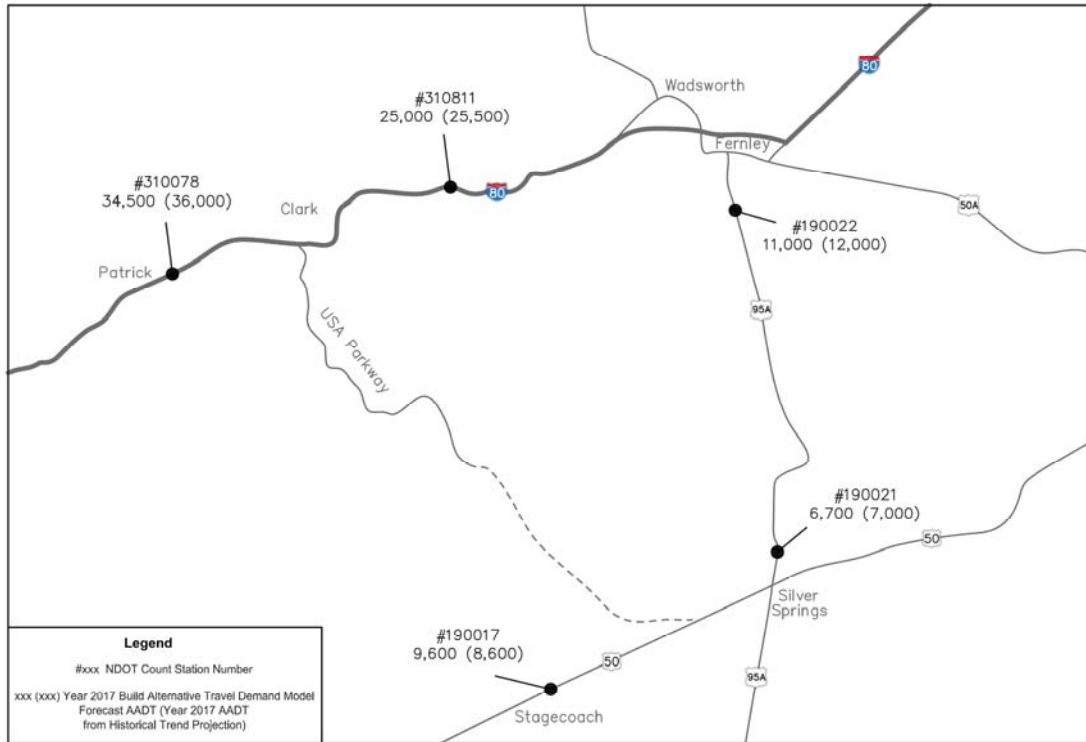 80
Wadsworth
#310811
25,000 (25,500)
Fernley
#310078
34,500 (36,000)
80
Clark
50A
#190022
11,000 (12,000)
Patrick
95A
USA Parkway
#190021
6,700 (7,000)
50
Silver
Springs
#190017
9,600 (8,600)
50
95A
Stagecoach
Legend
#xxx NDOT Count Station Number
xxx (xxx) Year 2017 Build Alternative Travel Demand Model
Forecast AADT (Year 2017 AADT
from Historical Trend Projection)